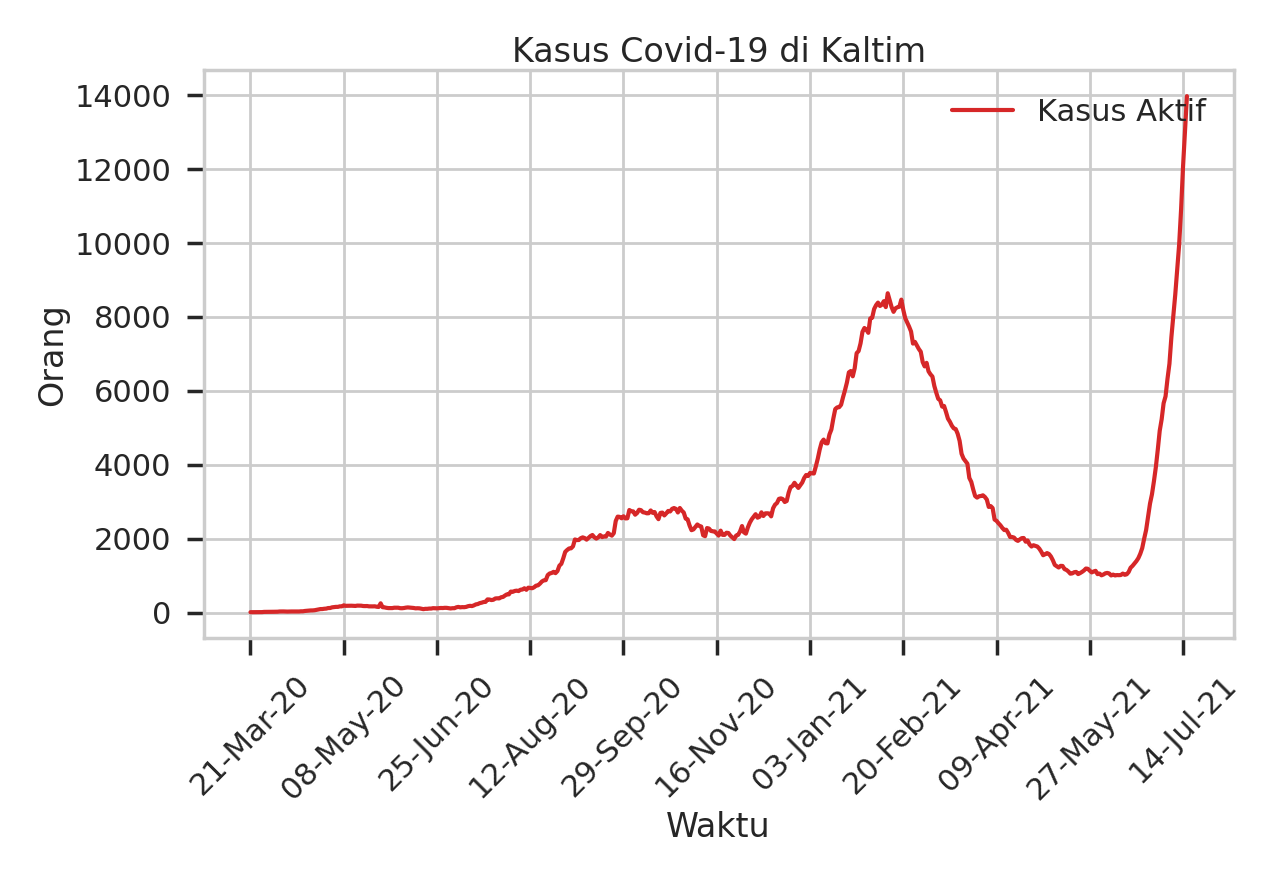 Kasus Covid-19 di Kaltim
Kasus Aktif
14000
12000
10000
8000
6000
4000
2000
0
Orang
21-Mar-20
08-May-20
25-Jun-20
12-Aug-20
29-Sep-20
16-Nov-20
03-Jan-21
20-Feb-21
09-Apr-21
27-May-21
14-Jul-21
Waktu